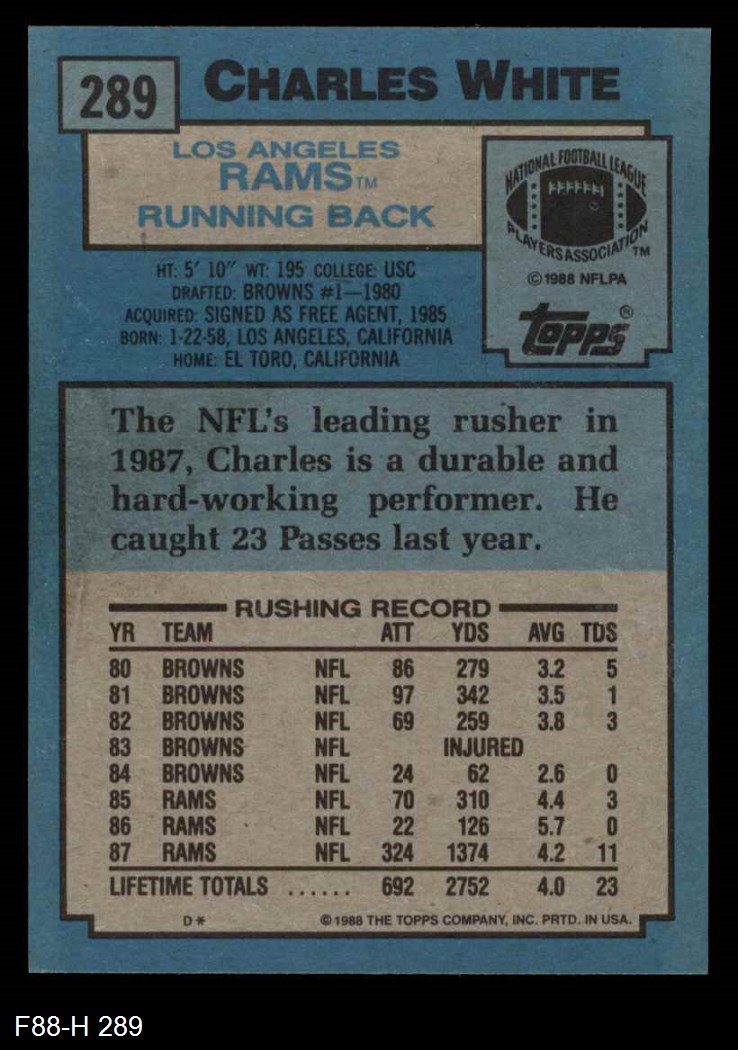 289
CHARLES WHITE
LOS ANGELES
RAMS TM
RUNNING BACK
NATIONAL FOOTBALL LEAGUE
PLAYERS ASSOCIATION TM
© 1988 NFLPA
topps®
HT: 5' 10" WT: 195 COLLEGE: USC
DRAFTED: BROWNS #1—1980
ACQUIRED: SIGNED AS FREE AGENT, 1985
BORN: 1-22-58, LOS ANGELES, CALIFORNIA
HOME: EL TORO, CALIFORNIA
The NFL's leading rusher in
1987, Charles is a durable and
hard-working performer. He
caught 23 Passes last year.
RUSHING RECORD
YR TEAM ATT YDS AVG TDS
80 BROWNS NFL 86 279 3.2 5
81 BROWNS NFL 97 342 3.5 1
82 BROWNS NFL 69 259 3.8 3
83 BROWNS NFL INJURED
84 BROWNS NFL 24 62 2.6 0
85 RAMS NFL 70 310 4.4 3
86 RAMS NFL 22 126 5.7 0
87 RAMS NFL 324 1374 4.2 11
LIFETIME TOTALS ...... 692 2752 4.0 23
D* © 1988 THE TOPPS COMPANY, INC. PRTD. IN USA.
F88-H 289